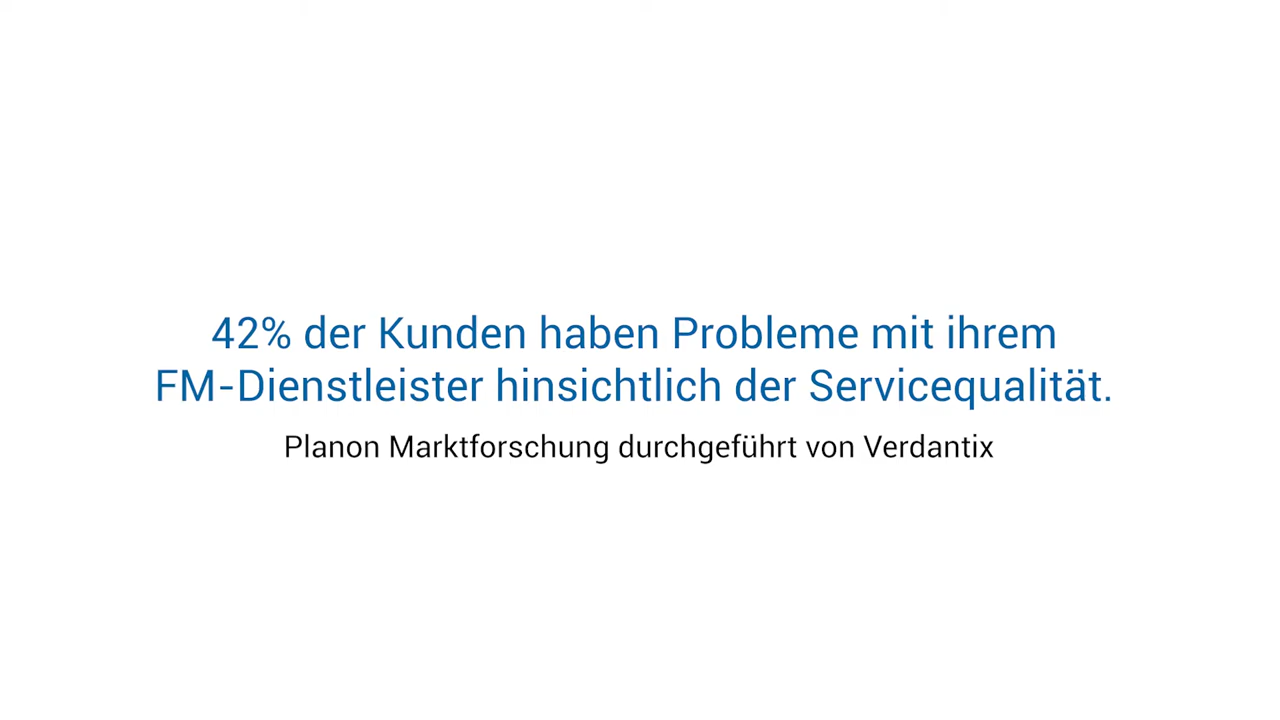 42% der Kunden haben Probleme mit ihrem
FM-Dienstleister hinsichtlich der Servicequalität.
Planon Marktforschung durchgeführt von Verdantix